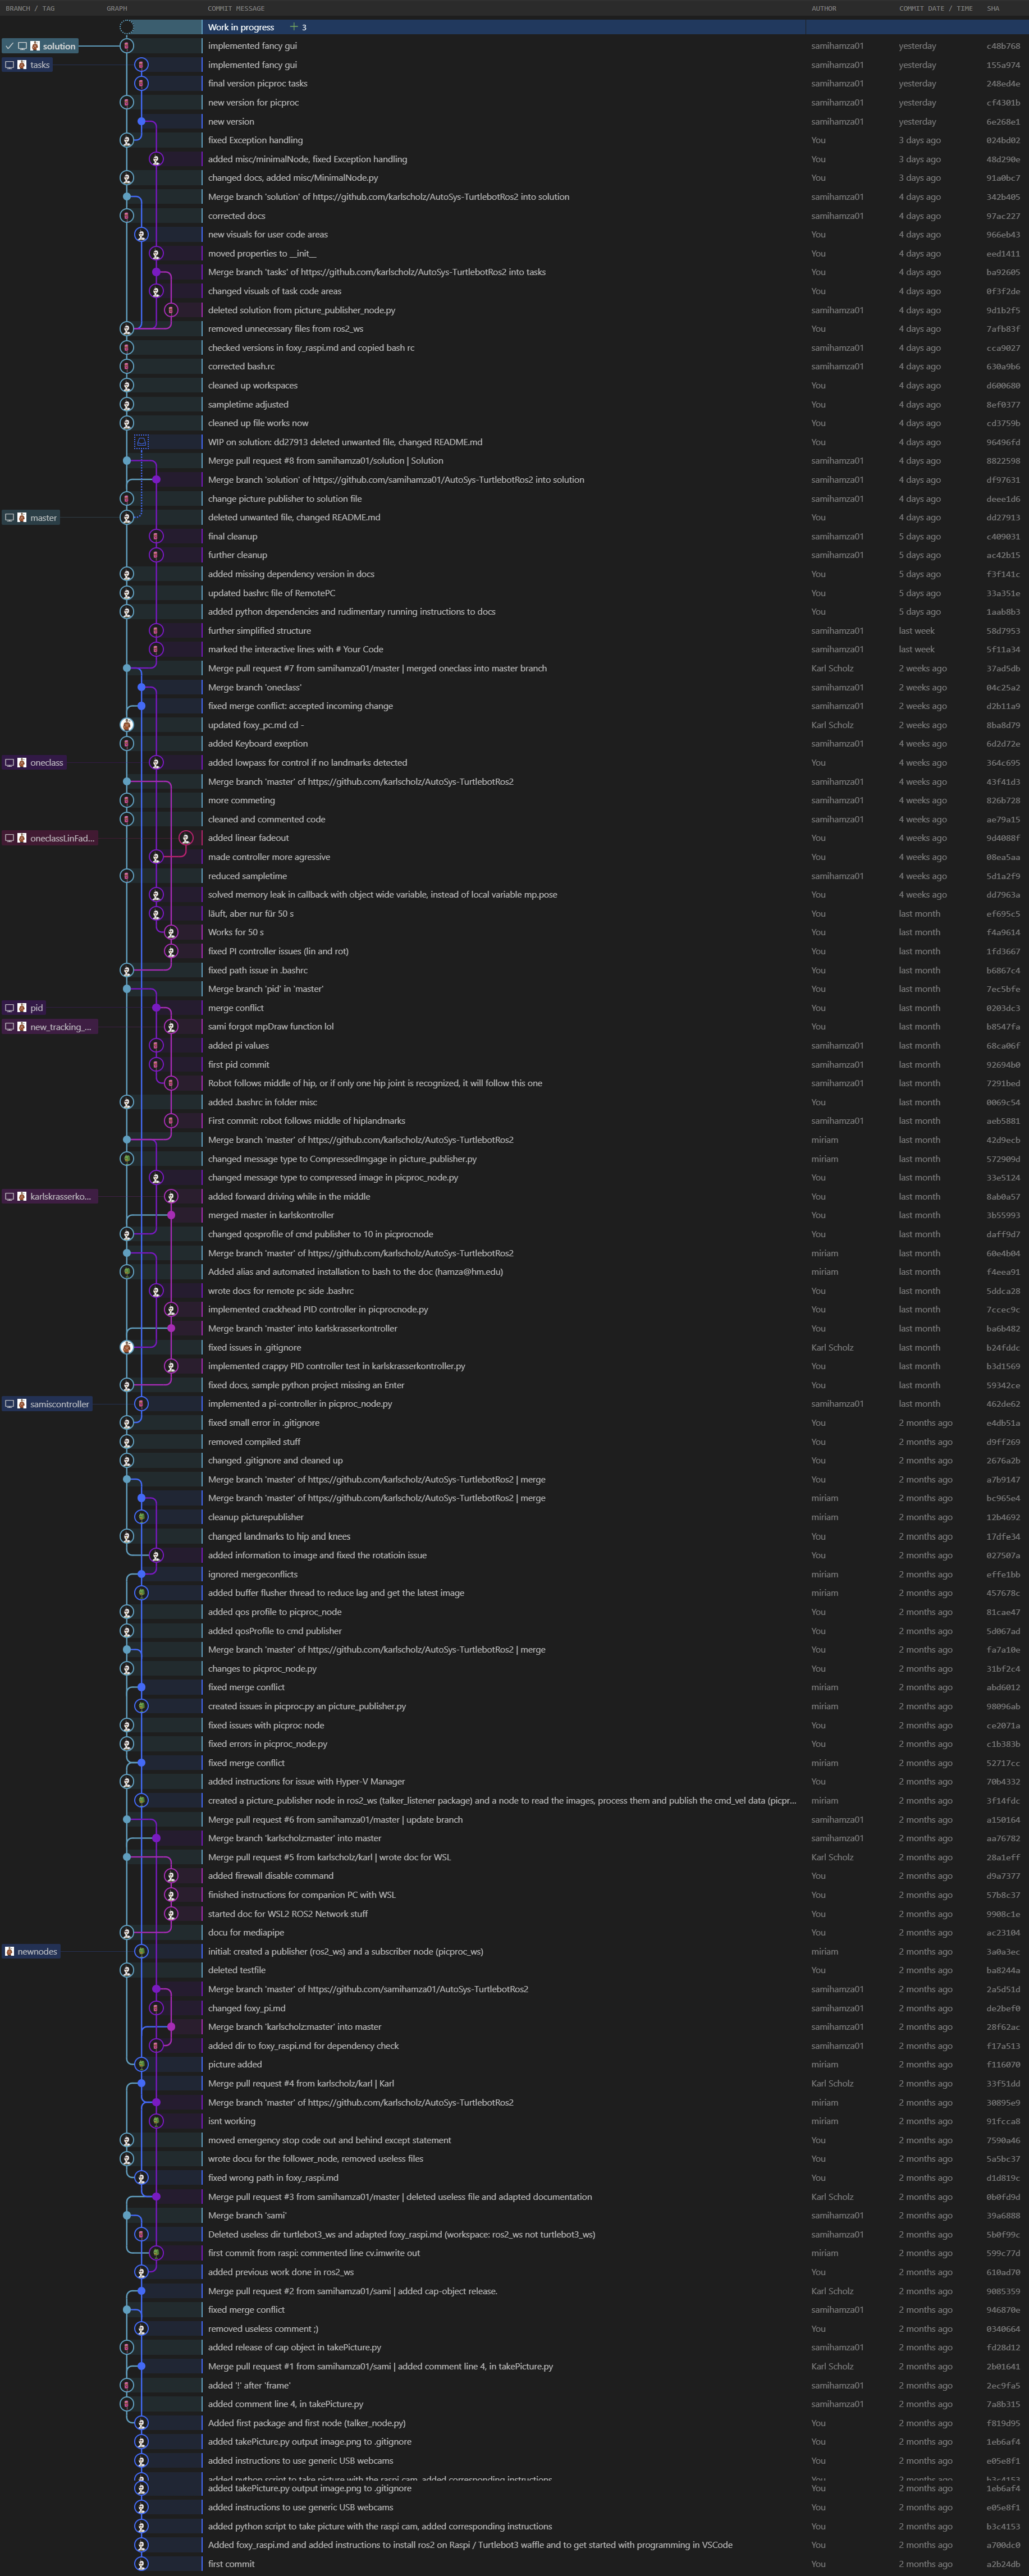 BRANCH / TAG GRAPH COMMIT MESSAGE AUTHOR COMMIT DATE / TIME SHA
Work in progress + 3
solution implemented fancy gui samihamza01 yesterday c48b768
tasks implemented fancy gui samihamza01 yesterday 155a974
final version picproc tasks samihamza01 yesterday 248ed4e
new version for picproc samihamza01 yesterday cf4301b
new version samihamza01 yesterday 6e268e1
fixed Exception handling You 3 days ago 024bd02
added misc/minimalNode, fixed Exception handling You 3 days ago 48d290e
changed docs, added misc/MinimalNode.py You 3 days ago 91a0bc7
Merge branch 'solution' of https://github.com/karlscholz/AutoSys-TurtlebotRos2 into solution samihamza01 4 days ago 342b405
corrected docs samihamza01 4 days ago 97ac227
new visuals for user code areas You 4 days ago 966eb43
moved properties to __init__ You 4 days ago eed1411
Merge branch 'tasks' of https://github.com/karlscholz/AutoSys-TurtlebotRos2 into tasks You 4 days ago ba92605
changed visuals of task code areas You 4 days ago 0f3f2de
deleted solution from picture_publisher_node.py samihamza01 4 days ago 9d1b2f5
removed unnecessary files from ros2_ws You 4 days ago 7afb83f
checked versions in foxy_raspi.md and copied bash rc samihamza01 4 days ago cca9027
corrected bash.rc samihamza01 4 days ago 630a9b6
cleaned up workspaces You 4 days ago d600680
sampletime adjusted You 4 days ago 8ef0377
cleaned up file works now You 4 days ago cd3759b
WIP on solution: dd27913 deleted unwanted file, changed README.md You 4 days ago 96496fd
Merge pull request #8 from samihamza01/solution | Solution samihamza01 4 days ago 8822598
Merge branch 'solution' of https://github.com/samihamza01/AutoSys-TurtlebotRos2 into solution samihamza01 4 days ago df97631
change picture publisher to solution file samihamza01 4 days ago deee1d6
master deleted unwanted file, changed README.md You 4 days ago dd27913
final cleanup samihamza01 5 days ago c409031
further cleanup samihamza01 5 days ago ac42b15
added missing dependency version in docs You 5 days ago f3f141c
updated bashrc file of RemotePC You 5 days ago 33a351e
added python dependencies and rudimentary running instructions to docs You 5 days ago 1aab8b3
further simplified structure samihamza01 last week 58d7953
marked the interactive lines with # Your Code samihamza01 last week 5f11a34
Merge pull request #7 from samihamza01/master | merged oneclass into master branch Karl Scholz 2 weeks ago 37ad5db
Merge branch 'oneclass' samihamza01 2 weeks ago 04c25a2
fixed merge conflict: accepted incoming change samihamza01 2 weeks ago d2b11a9
updated foxy_pc.md cd - Karl Scholz 2 weeks ago 8ba8d79
added Keyboard exeption samihamza01 4 weeks ago 6d2d72e
oneclass added lowpass for control if no landmarks detected You 4 weeks ago 364c695
Merge branch 'master' of https://github.com/karlscholz/AutoSys-TurtlebotRos2 samihamza01 4 weeks ago 43f41d3
more commeting samihamza01 4 weeks ago 826b728
cleaned and commented code samihamza01 4 weeks ago ae79a15
oneclassLinFad... added linear fadeout You 4 weeks ago 9d4088f
made controller more agressive You 4 weeks ago 08ea5aa
reduced sampletime samihamza01 4 weeks ago 5d1a2f9
solved memory leak in callback with object wide variable, instead of local variable mp.pose You 4 weeks ago dd7963a
läuft, aber nur für 50 s You last month ef695c5
Works for 50 s You last month f4a9614
fixed PI controller issues (lin and rot) You last month 1fd3667
fixed path issue in .bashrc You last month b6867c4
Merge branch 'pid' in 'master' You last month 7ec5bfe
pid merge conflict You last month 0203dc3
new_tracking_... sami forgot mpDraw function lol You last month b8547fa
added pi values samihamza01 last month 68ca06f
first pid commit samihamza01 last month 92694b0
Robot follows middle of hip, or if only one hip joint is recognized, it will follow this one samihamza01 last month 7291bed
added .bashrc in folder misc You last month 0069c54
First commit: robot follows middle of hiplandmarks samihamza01 last month aeb5881
Merge branch 'master' of https://github.com/karlscholz/AutoSys-TurtlebotRos2 miriam last month 42d9ecb
changed message type to CompressedImgage in picture_publisher.py miriam last month 572909d
changed message type to compressed image in picproc_node.py You last month 33e5124
karlskrasserko... added forward driving while in the middle You last month 8ab0a57
merged master in karlskontroller You last month 3b55993
changed qosprofile of cmd publisher to 10 in picprocnode You last month daff9d7
Merge branch 'master' of https://github.com/karlscholz/AutoSys-TurtlebotRos2 miriam last month 60e4b04
Added alias and automated installation to bash to the doc (hamza@hm.edu) miriam last month f4eea91
wrote docs for remote pc side .bashrc You last month 5ddca28
implemented crackhead PID controller in picprocnode.py You last month 7ccec9c
Merge branch 'master' into karlskrasserkontroller You last month ba6b482
fixed issues in .gitignore Karl Scholz last month b24fddc
implemented crappy PID controller test in karlskrasserkontroller.py You last month b3d1569
fixed docs, sample python project missing an Enter You last month 59342ce
samiscontroller implemented a pi-controller in picproc_node.py samihamza01 last month 462de62
fixed small error in .gitignore You 2 months ago e4db51a
removed compiled stuff You 2 months ago d9ff269
changed .gitignore and cleaned up You 2 months ago 2676a2b
Merge branch 'master' of https://github.com/karlscholz/AutoSys-TurtlebotRos2 | merge You 2 months ago a7b9147
Merge branch 'master' of https://github.com/karlscholz/AutoSys-TurtlebotRos2 | merge miriam 2 months ago bc965e4
cleanup picturepublisher miriam 2 months ago 12b4692
changed landmarks to hip and knees You 2 months ago 17dfe34
added information to image and fixed the rotatioin issue You 2 months ago 027507a
ignored mergeconflicts miriam 2 months ago effe1bb
added buffer flusher thread to reduce lag and get the latest image miriam 2 months ago 457678c
added qos profile to picproc_node You 2 months ago 81cae47
added qosProfile to cmd publisher You 2 months ago 5d067ad
Merge branch 'master' of https://github.com/karlscholz/AutoSys-TurtlebotRos2 | merge You 2 months ago fa7a10e
changes to picproc_node.py You 2 months ago 31bf2c4
fixed merge conflict miriam 2 months ago abd6012
created issues in picproc.py an picture_publisher.py miriam 2 months ago 98096ab
fixed issues with picproc node You 2 months ago ce2071a
fixed errors in picproc_node.py You 2 months ago c1b383b
fixed merge conflict miriam 2 months ago 52717cc
added instructions for issue with Hyper-V Manager You 2 months ago 70b4332
created a picture_publisher node in ros2_ws (talker_listener package) and a node to read the images, process them and publish the cmd_vel data (picpr... miriam 2 months ago 3f14fdc
Merge pull request #6 from samihamza01/master | update branch samihamza01 2 months ago a150164
Merge branch 'karlscholz:master' into master samihamza01 2 months ago aa76782
Merge pull request #5 from karlscholz/karl | wrote doc for WSL Karl Scholz 2 months ago 28a1eff
added firewall disable command You 2 months ago d9a7377
finished instructions for companion PC with WSL You 2 months ago 57b8c37
started doc for WSL2 ROS2 Network stuff You 2 months ago 9908c1e
docu for mediapipe You 2 months ago ac23104
newnodes initial: created a publisher (ros2_ws) and a subscriber node (picproc_ws) miriam 2 months ago 3a0a3ec
deleted testfile You 2 months ago ba8244a
Merge branch 'master' of https://github.com/samihamza01/AutoSys-TurtlebotRos2 samihamza01 2 months ago 2a5d51d
changed foxy_pi.md samihamza01 2 months ago de2bef0
Merge branch 'karlscholz:master' into master samihamza01 2 months ago 28f62ac
added dir to foxy_raspi.md for dependency check samihamza01 2 months ago f17a513
picture added miriam 2 months ago f116070
Merge pull request #4 from karlscholz/karl | Karl Karl Scholz 2 months ago 33f51dd
Merge branch 'master' of https://github.com/karlscholz/AutoSys-TurtlebotRos2 miriam 2 months ago 30895e9
isnt working miriam 2 months ago 91fcca8
moved emergency stop code out and behind except statement You 2 months ago 7590a46
wrote docu for the follower_node, removed useless files You 2 months ago 5a5bc37
fixed wrong path in foxy_raspi.md You 2 months ago d1d819c
Merge pull request #3 from samihamza01/master | deleted useless file and adapted documentation Karl Scholz 2 months ago 0b0fd9d
Merge branch 'sami' samihamza01 2 months ago 39a6888
Deleted useless dir turtlebot3_ws and adapted foxy_raspi.md (workspace: ros2_ws not turtlebot3_ws) samihamza01 2 months ago 5b0f99c
first commit from raspi: commented line cv.imwrite out miriam 2 months ago 599c77d
added previous work done in ros2_ws You 2 months ago 610ad70
Merge pull request #2 from samihamza01/sami | added cap-object release. Karl Scholz 2 months ago 9085359
fixed merge conflict samihamza01 2 months ago 946870e
removed useless comment ;) You 2 months ago 0340664
added release of cap object in takePicture.py samihamza01 2 months ago fd28d12
Merge pull request #1 from samihamza01/sami | added comment line 4, in takePicture.py Karl Scholz 2 months ago 2b01641
added '!' after 'frame' samihamza01 2 months ago 2ec9fa5
added comment line 4, in takePicture.py samihamza01 2 months ago 7a8b315
Added first package and first node (talker_node.py) You 2 months ago f819d95
added takePicture.py output image.png to .gitignore You 2 months ago 1eb6af4
added instructions to use generic USB webcams You 2 months ago e05e8f1
added python script to take picture with the raspi cam, added corresponding instructions You 2 months ago b3c4153
added takePicture.py output image.png to .gitignore You 2 months ago 1eb6af4
added instructions to use generic USB webcams You 2 months ago e05e8f1
added python script to take picture with the raspi cam, added corresponding instructions You 2 months ago b3c4153
Added foxy_raspi.md and added instructions to install ros2 on Raspi / Turtlebot3 waffle and to get started with programming in VSCode You 2 months ago a700dc0
first commit You 2 months ago a2b24db